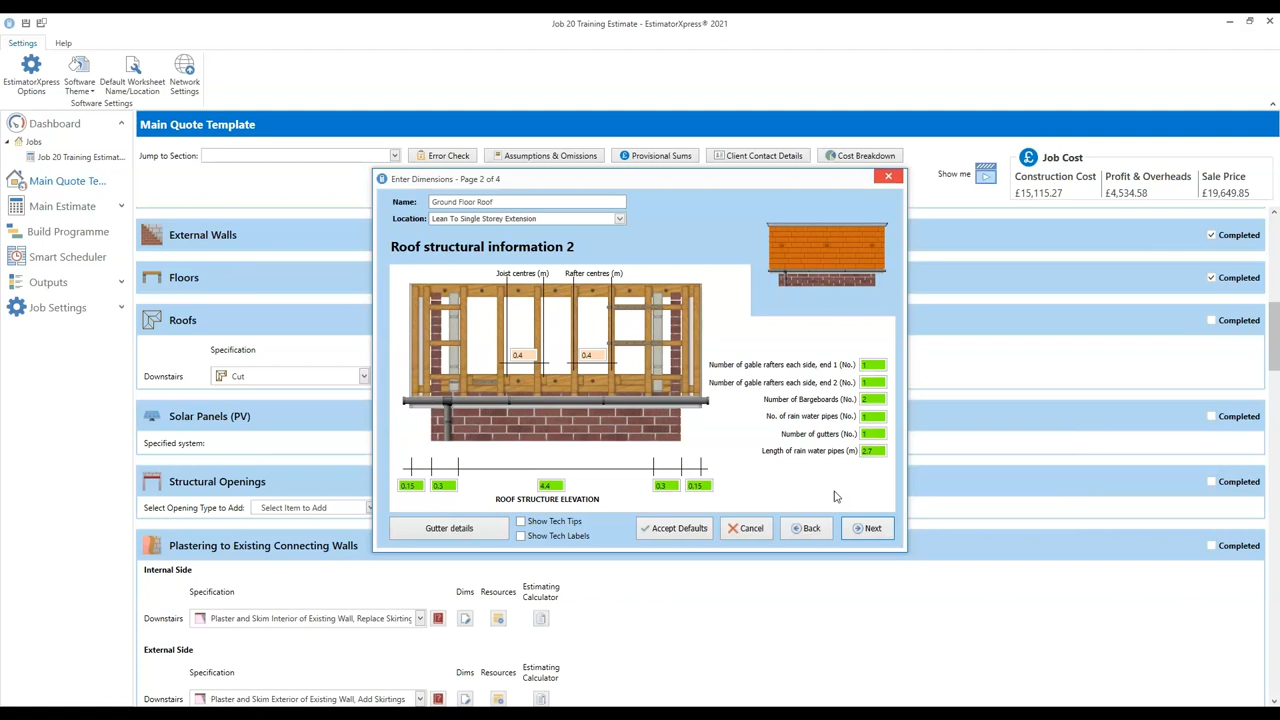 Job 20 Training Estimate - EstimatorXpress® 2021
Settings
Help
EstimatorXpress Options
Software Theme
Default Worksheet Name/Location
Network Settings
Software Settings
Dashboard
Jobs
Job 20 Training Estimat...
Main Quote Te...
Main Estimate
Build Programme
Smart Scheduler
Outputs
Job Settings
Main Quote Template
Jump to Section:
Error Check
Assumptions & Omissions
Provisional Sums
Client Contact Details
Cost Breakdown
Show me
Job Cost
Construction Cost
Profit & Overheads
Sale Price
£15,115.27
£4,534.58
£19,649.85
External Walls
Completed
Floors
Completed
Roofs
Completed
Specification
Downstairs
Cut
Solar Panels (PV)
Completed
Specified system:
Structural Openings
Completed
Select Opening Type to Add:
Select Item to Add
Plastering to Existing Connecting Walls
Completed
Internal Side
Specification
Dims
Resources
Estimating Calculator
Downstairs
Plaster and Skim Interior of Existing Wall, Replace Skirting
External Side
Specification
Dims
Resources
Estimating Calculator
Downstairs
Plaster and Skim Exterior of Existing Wall, Add Skirtings
Enter Dimensions - Page 2 of 4
Name:
Ground Floor Roof
Location:
Lean To Single Storey Extension
Roof structural information 2
Joist centres (m)
Rafter centres (m)
0.4
0.4
Number of gable rafters each side, end 1 (No.)
1
Number of gable rafters each side, end 2 (No.)
1
Number of Bargeboards (No.)
2
No. of rain water pipes (No.)
1
Number of gutters (No.)
1
Length of rain water pipes (m)
2.7
0.15
0.3
4.4
0.3
0.15
ROOF STRUCTURE ELEVATION
Gutter details
Show Tech Tips
Show Tech Labels
Accept Defaults
Cancel
Back
Next